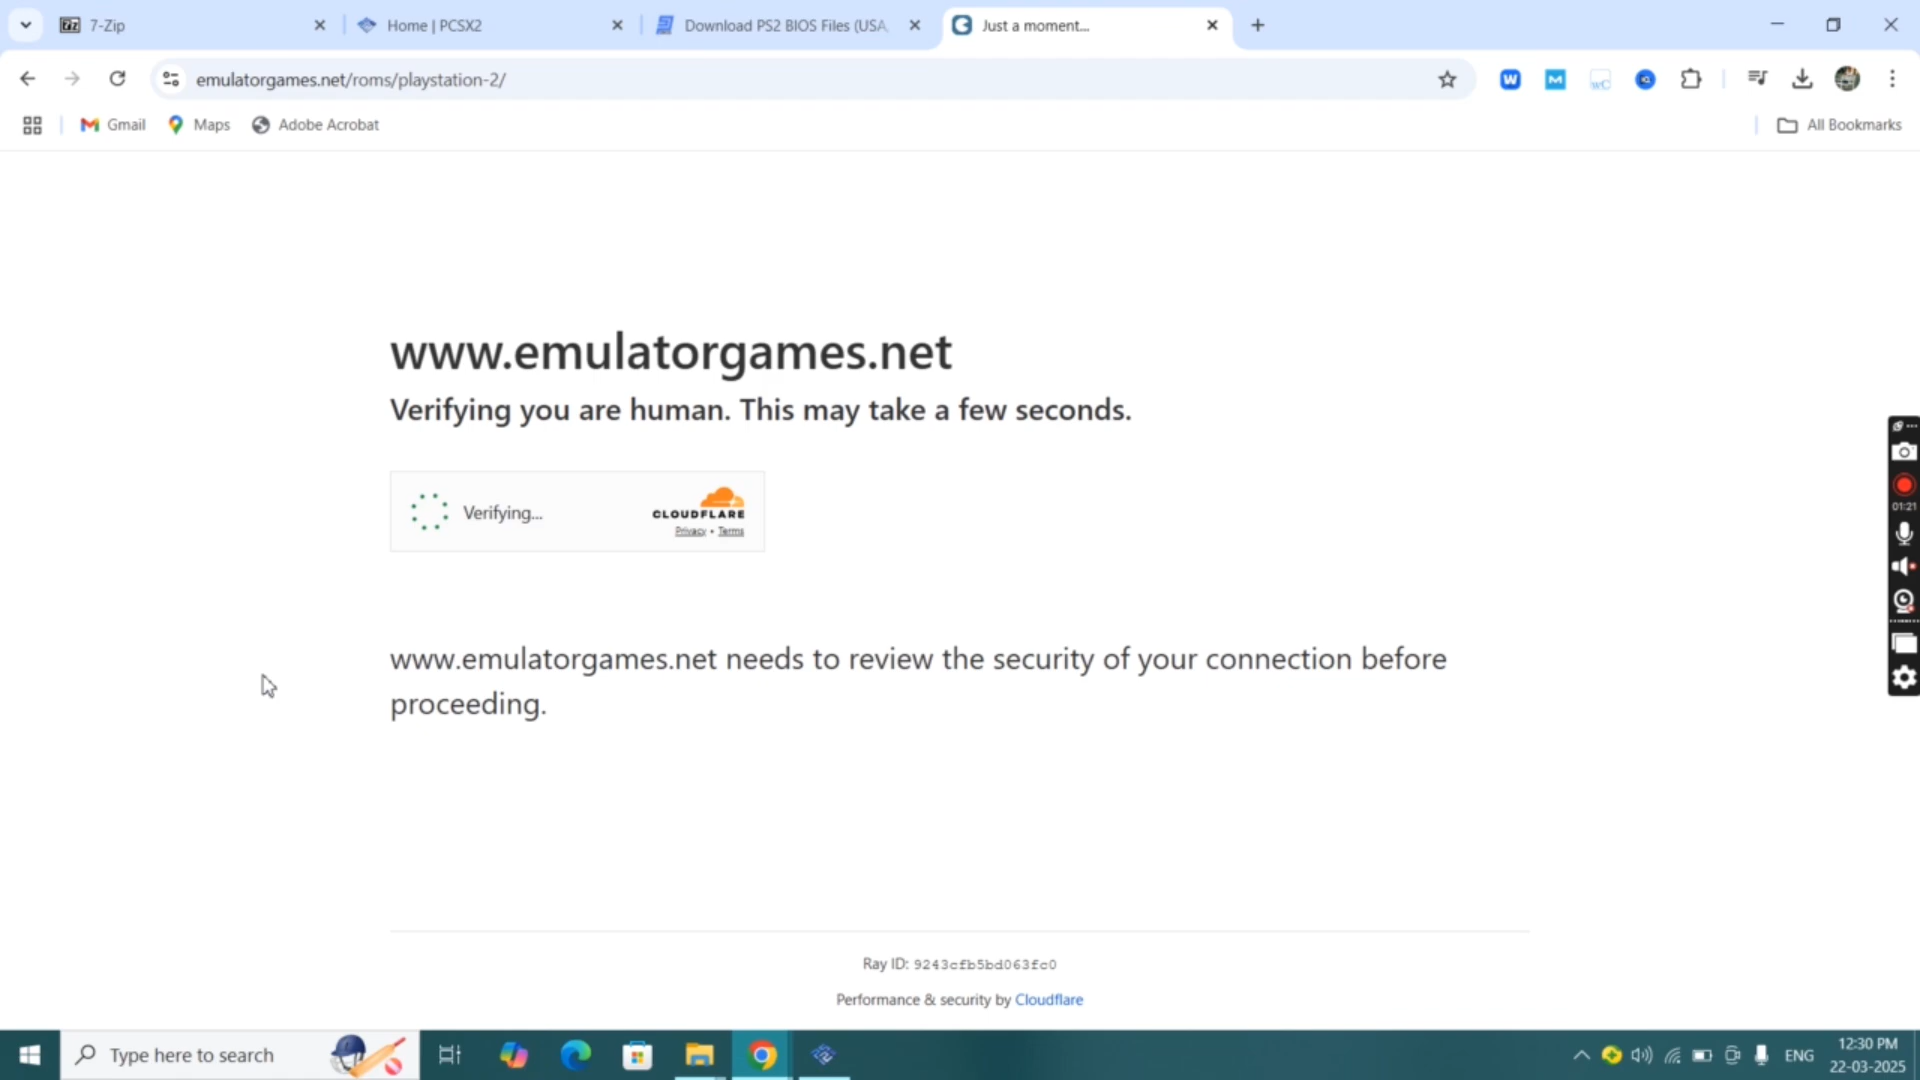 7-Zip
Home | PCSX2
Download PS2 BIOS Files (USA,
Just a moment...
emulatorgames.net/roms/playstation-2/
Gmail
Maps
Adobe Acrobat
All Bookmarks
www.emulatorgames.net
Verifying you are human. This may take a few seconds.
Verifying...
CLOUDFLARE
Privacy • Terms
www.emulatorgames.net needs to review the security of your connection before
proceeding.
01:21
Ray ID: 9243cfb5bd063fc0
Performance & security by Cloudflare
Type here to search
ENG
12:30 PM
22-03-2025